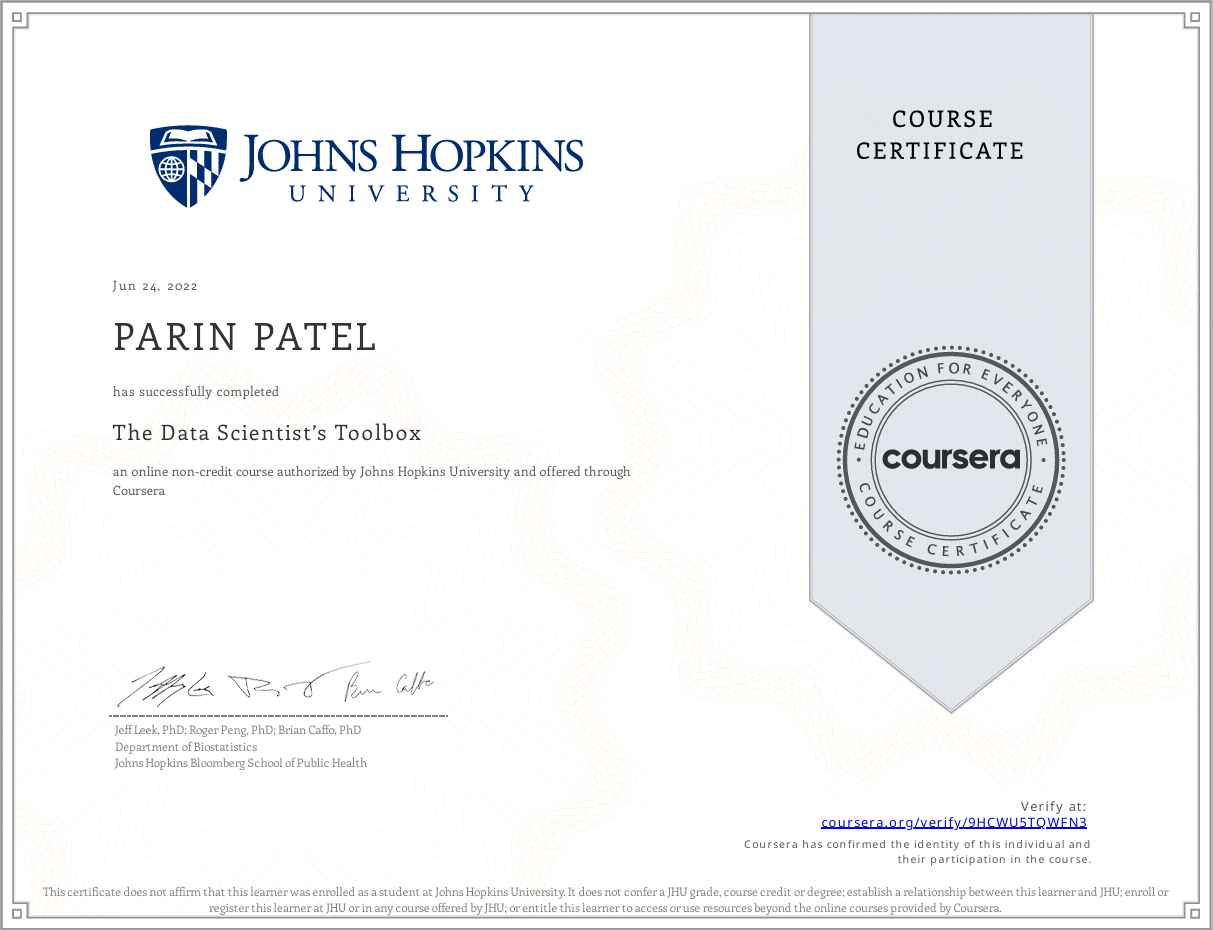 JOHNS HOPKINS
UNIVERSITY
COURSE
CERTIFICATE
Jun 24, 2022
PARIN PATEL
has successfully completed
The Data Scientist’s Toolbox
an online non-credit course authorized by Johns Hopkins University and offered through
Coursera
EDUCATION FOR EVERYONE
coursera
COURSE CERTIFICATE
Jeff Leek, PhD; Roger Peng, PhD; Brian Caffo, PhD
Department of Biostatistics
Johns Hopkins Bloomberg School of Public Health
Verify at:
coursera.org/verify/9HCWU5TQWFN3
Coursera has confirmed the identity of this individual and
their participation in the course.
This certificate does not affirm that this learner was enrolled as a student at Johns Hopkins University. It does not confer a JHU grade, course credit or degree; establish a relationship between this learner and JHU; enroll or
register this learner at JHU or in any course offered by JHU; or entitle this learner to access or use resources beyond the online courses provided by Coursera.